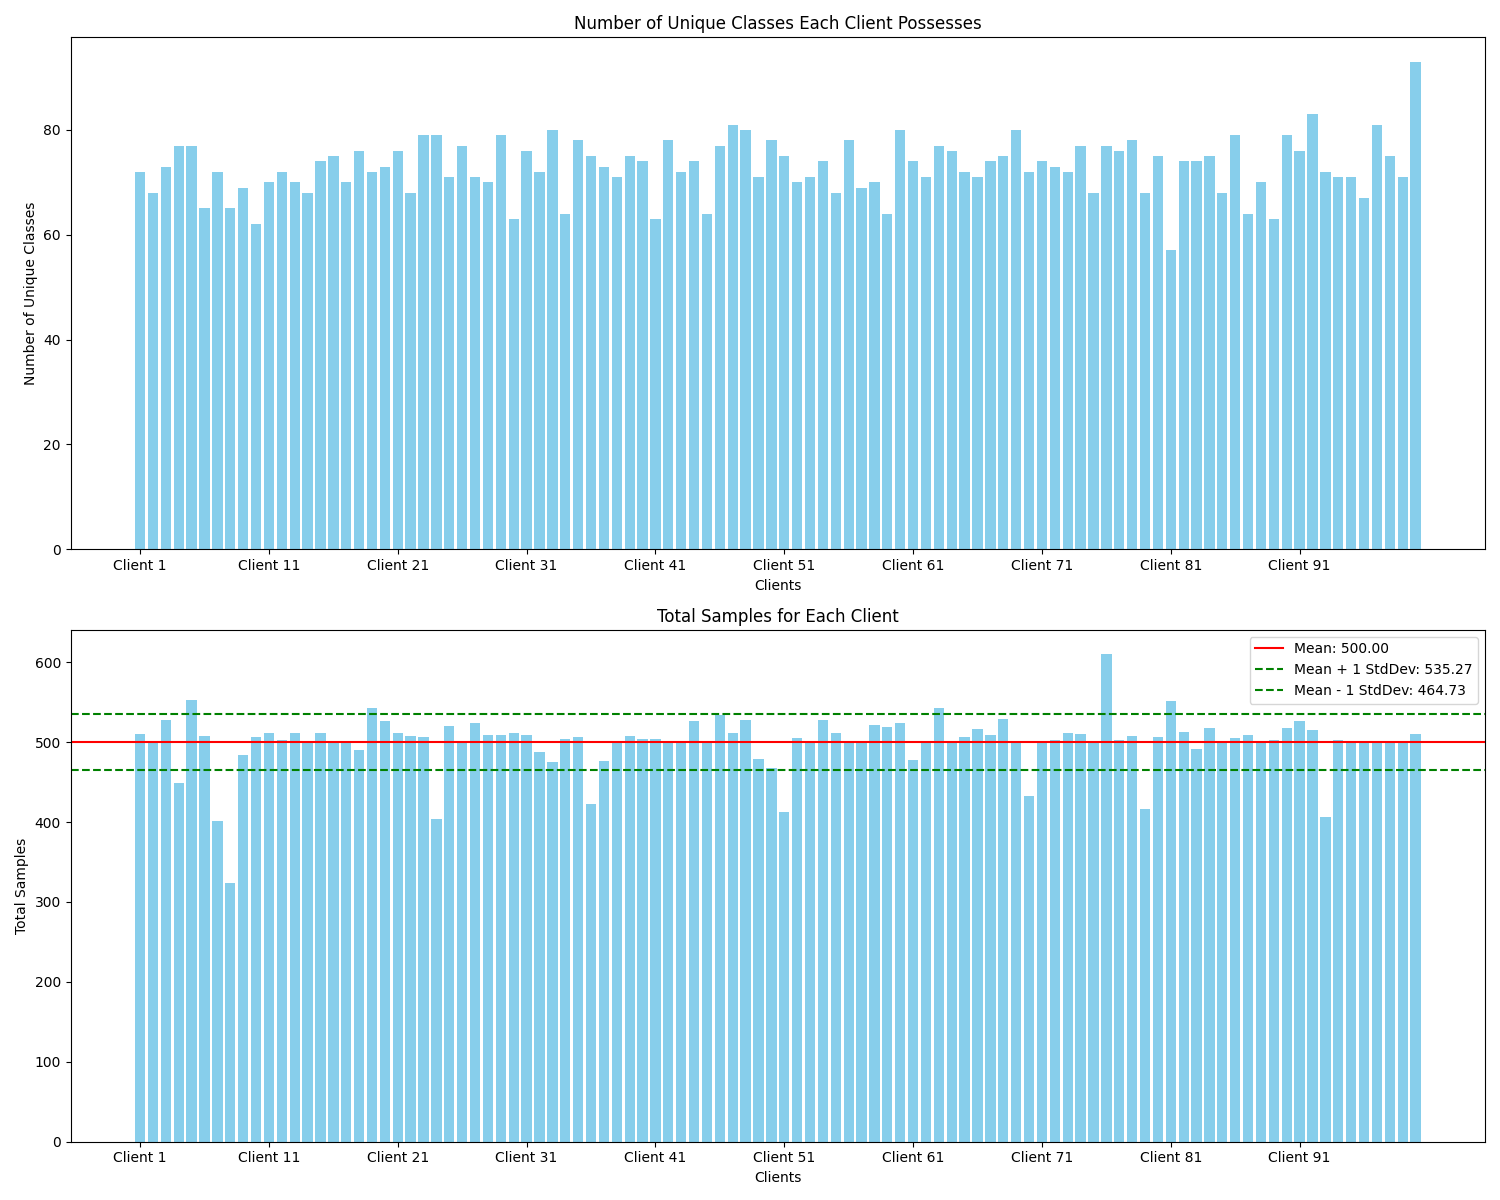 Number of Unique Classes Each Client Possesses
Number of Unique Classes
80
60
40
20
0
Client 1 Client 11 Client 21 Client 31 Client 41 Client 51 Client 61 Client 71 Client 81 Client 91
Clients
Total Samples for Each Client
Total Samples
600
500
400
300
200
100
0
Mean: 500.00
Mean + 1 StdDev: 535.27
Mean - 1 StdDev: 464.73
Client 1 Client 11 Client 21 Client 31 Client 41 Client 51 Client 61 Client 71 Client 81 Client 91
Clients